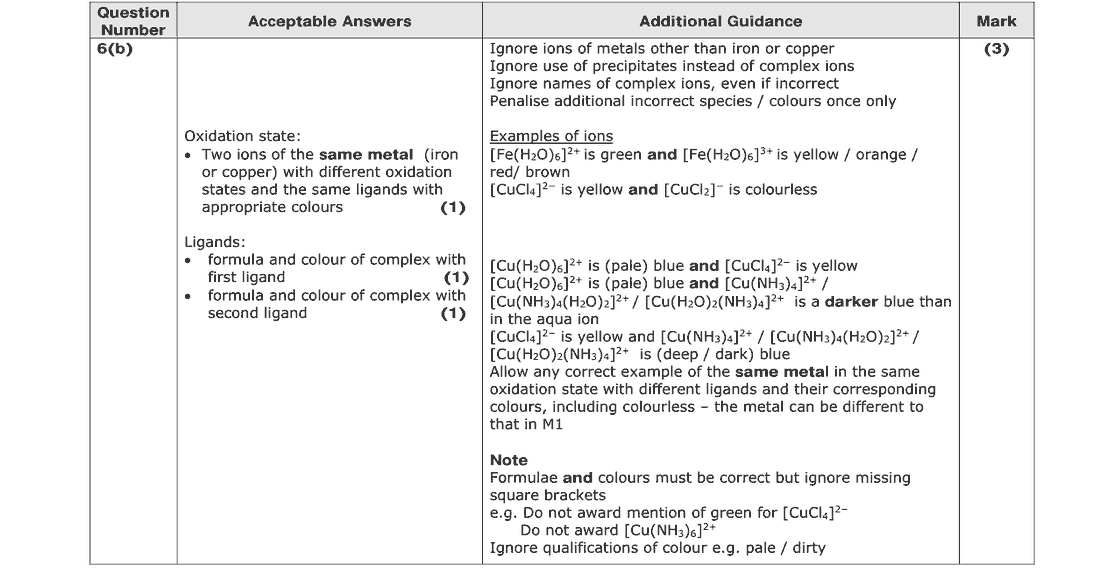 Question Number
Acceptable Answers
Additional Guidance
Mark
6(b)
(3)
Oxidation state:
• Two ions of the same metal (iron
or copper) with different oxidation
states and the same ligands with
appropriate colours (1)
Ligands:
• formula and colour of complex with
first ligand (1)
• formula and colour of complex with
second ligand (1)
Ignore ions of metals other than iron or copper
Ignore use of precipitates instead of complex ions
Ignore names of complex ions, even if incorrect
Penalise additional incorrect species / colours once only
Examples of ions
[Fe(H₂O)₆]²⁺ is green and [Fe(H₂O)₆]³⁺ is yellow / orange /
red/ brown
[CuCl₄]²⁻ is yellow and [CuCl₂]⁻ is colourless
[Cu(H₂O)₆]²⁺ is (pale) blue and [CuCl₄]²⁻ is yellow
[Cu(H₂O)₆]²⁺ is (pale) blue and [Cu(NH₃)₄]²⁺ /
[Cu(NH₃)₄(H₂O)₂]²⁺ / [Cu(H₂O)₂(NH₃)₄]²⁺ is a darker blue than
in the aqua ion
[CuCl₄]²⁻ is yellow and [Cu(NH₃)₄]²⁺ / [Cu(NH₃)₄(H₂O)₂]²⁺ /
[Cu(H₂O)₂(NH₃)₄]²⁺ is (deep / dark) blue
Allow any correct example of the same metal in the same
oxidation state with different ligands and their corresponding
colours, including colourless – the metal can be different to
that in M1
Note
Formulae and colours must be correct but ignore missing
square brackets
e.g. Do not award mention of green for [CuCl₄]²⁻
Do not award [Cu(NH₃)₆]²⁺
Ignore qualifications of colour e.g. pale / dirty